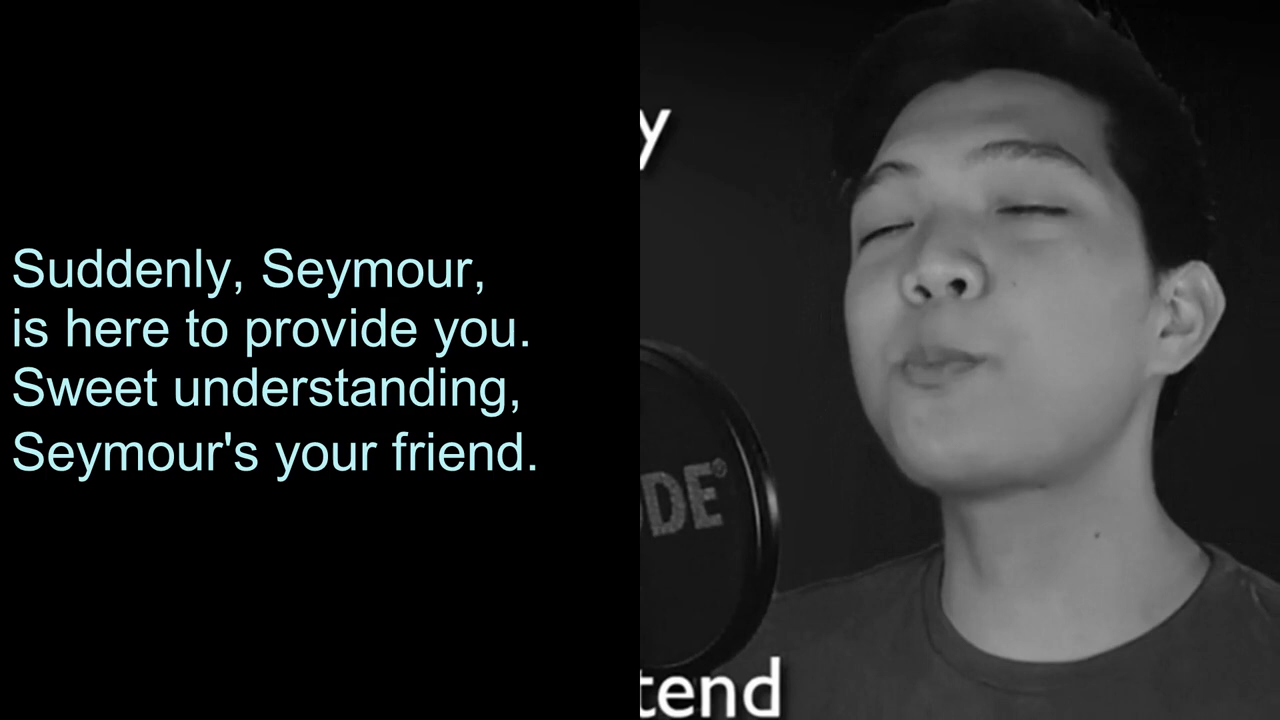 Suddenly, Seymour,
is here to provide you.
Sweet understanding,
Seymour's your friend.
y
DE®
tend